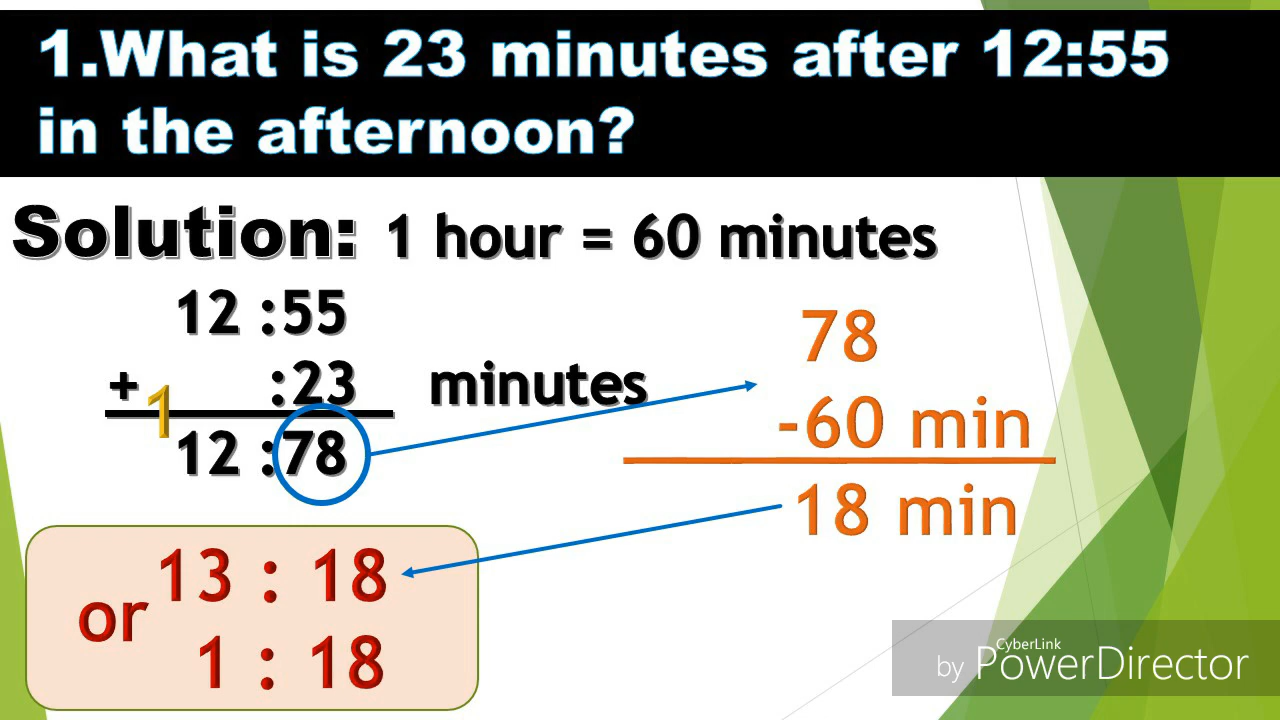 1.What is 23 minutes after 12:55
in the afternoon?
Solution: 1 hour = 60 minutes
12 :55
+ :23 minutes
1
12 :78
78
-60 min
18 min
13 : 18
or
1 : 18
CyberLink
by PowerDirector